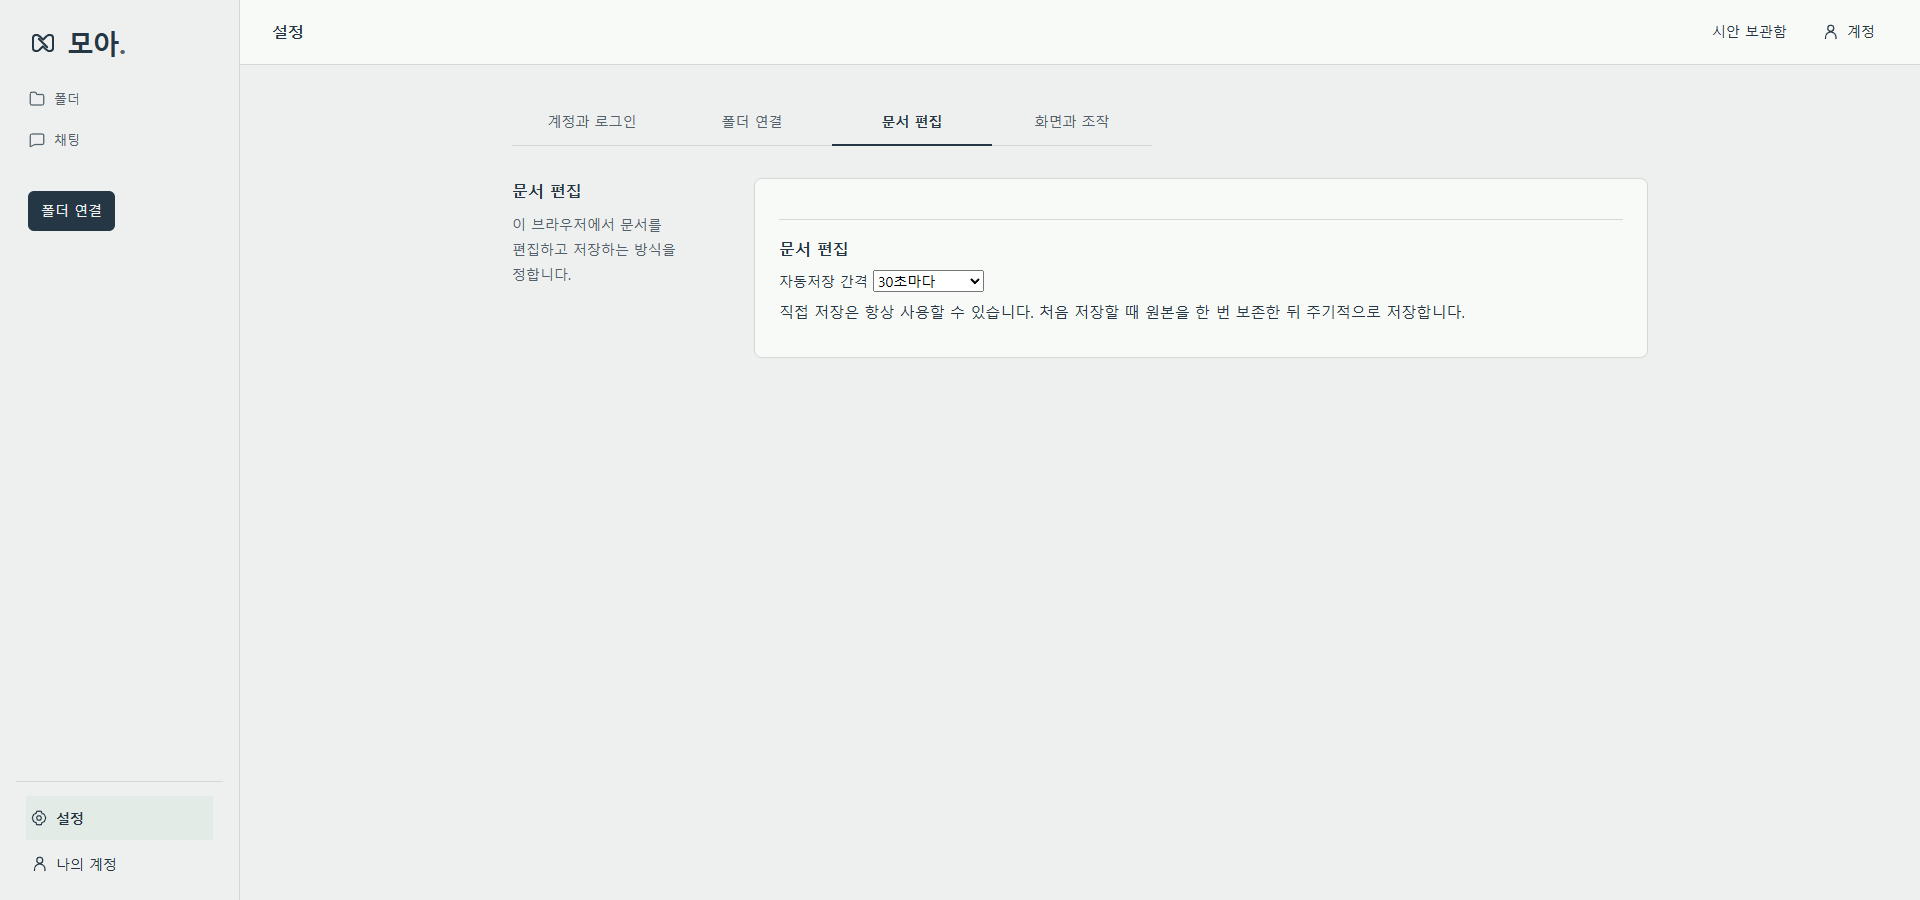 모아.
폴더
채팅
폴더 연결
설정
나의 계정
설정
시안 보관함
계정
계정과 로그인
폴더 연결
문서 편집
화면과 조작
문서 편집
이 브라우저에서 문서를
편집하고 저장하는 방식을
정합니다.
문서 편집
자동저장 간격 30초마다
직접 저장은 항상 사용할 수 있습니다. 처음 저장할 때 원본을 한 번 보존한 뒤 주기적으로 저장합니다.